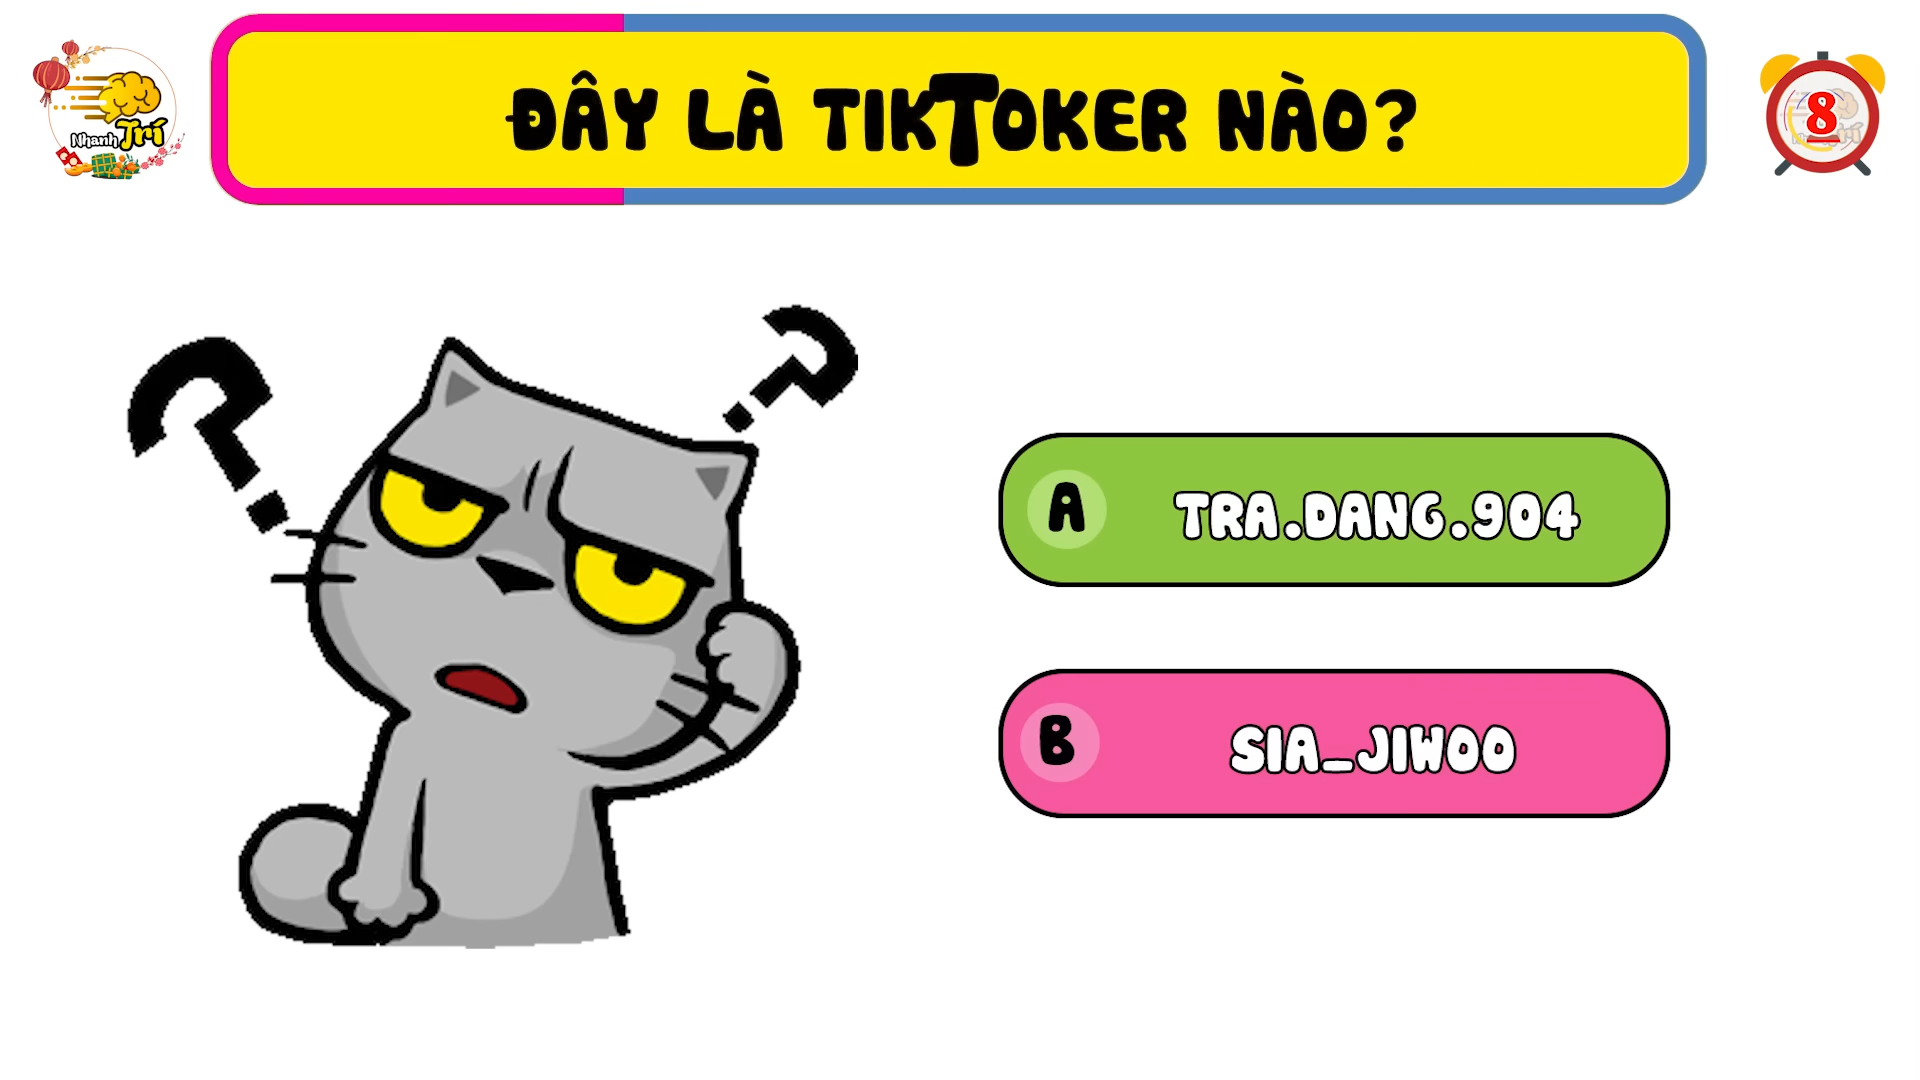 Nhanh Trí
ĐÂY LÀ TIKTOKER NÀO?
8
? ?
A TRA.DANG.904
B SIA_JIWOO